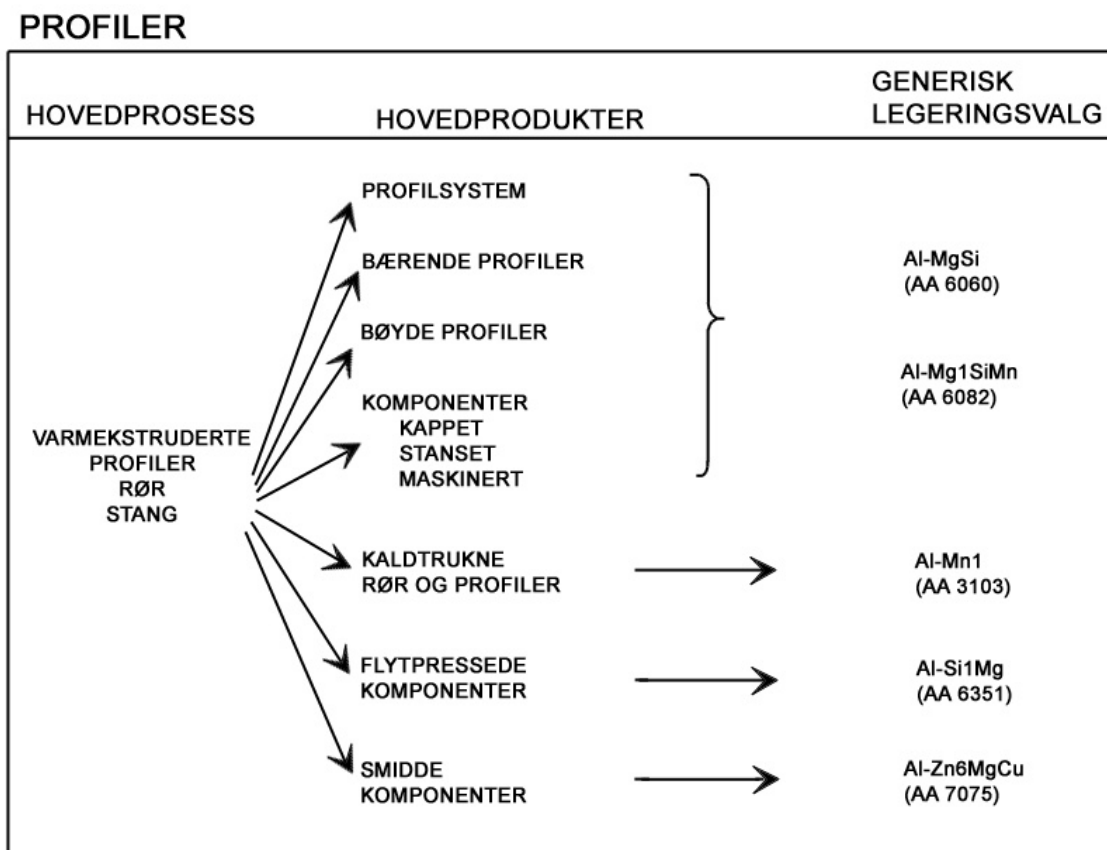 PROFILER
HOVEDPROSESS
HOVEDPRODUKTER
GENERISK
LEGERINGSVALG
VARMEKSTRUDERTE
PROFILER
RØR
STANG
PROFILSYSTEM
BÆRENDE PROFILER
BØYDE PROFILER
KOMPONENTER
KAPPET
STANSET
MASKINERT
KALDTRUKNE
RØR OG PROFILER
FLYTPRESSEDE
KOMPONENTER
SMIDDE
KOMPONENTER
Al-MgSi
(AA 6060)
Al-Mg1SiMn
(AA 6082)
Al-Mn1
(AA 3103)
Al-Si1Mg
(AA 6351)
Al-Zn6MgCu
(AA 7075)